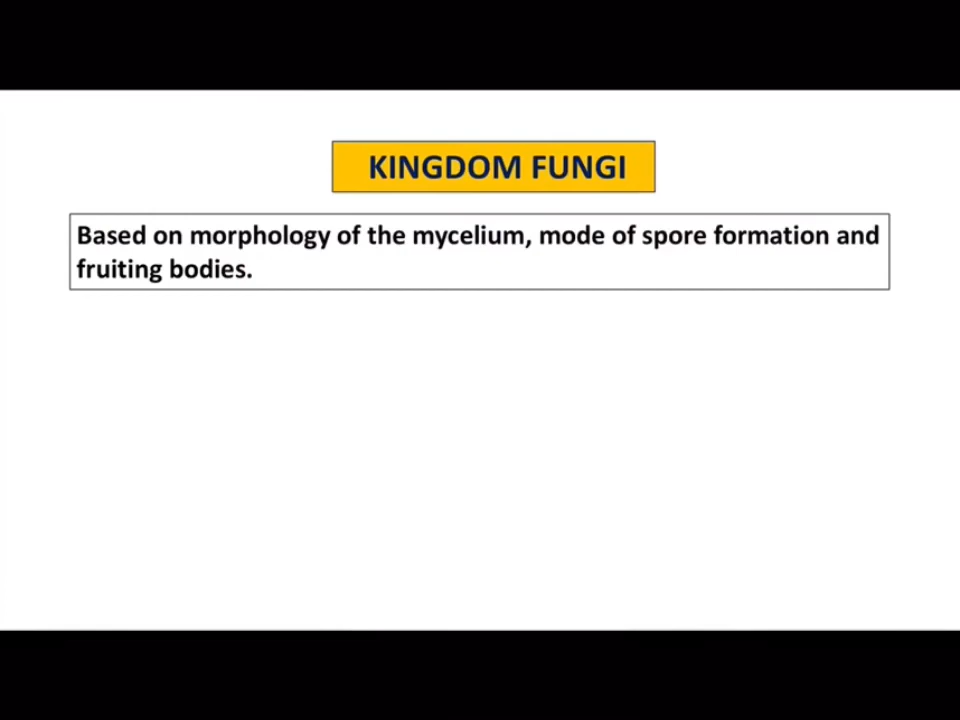 KINGDOM FUNGI
Based on morphology of the mycelium, mode of spore formation and
fruiting bodies.